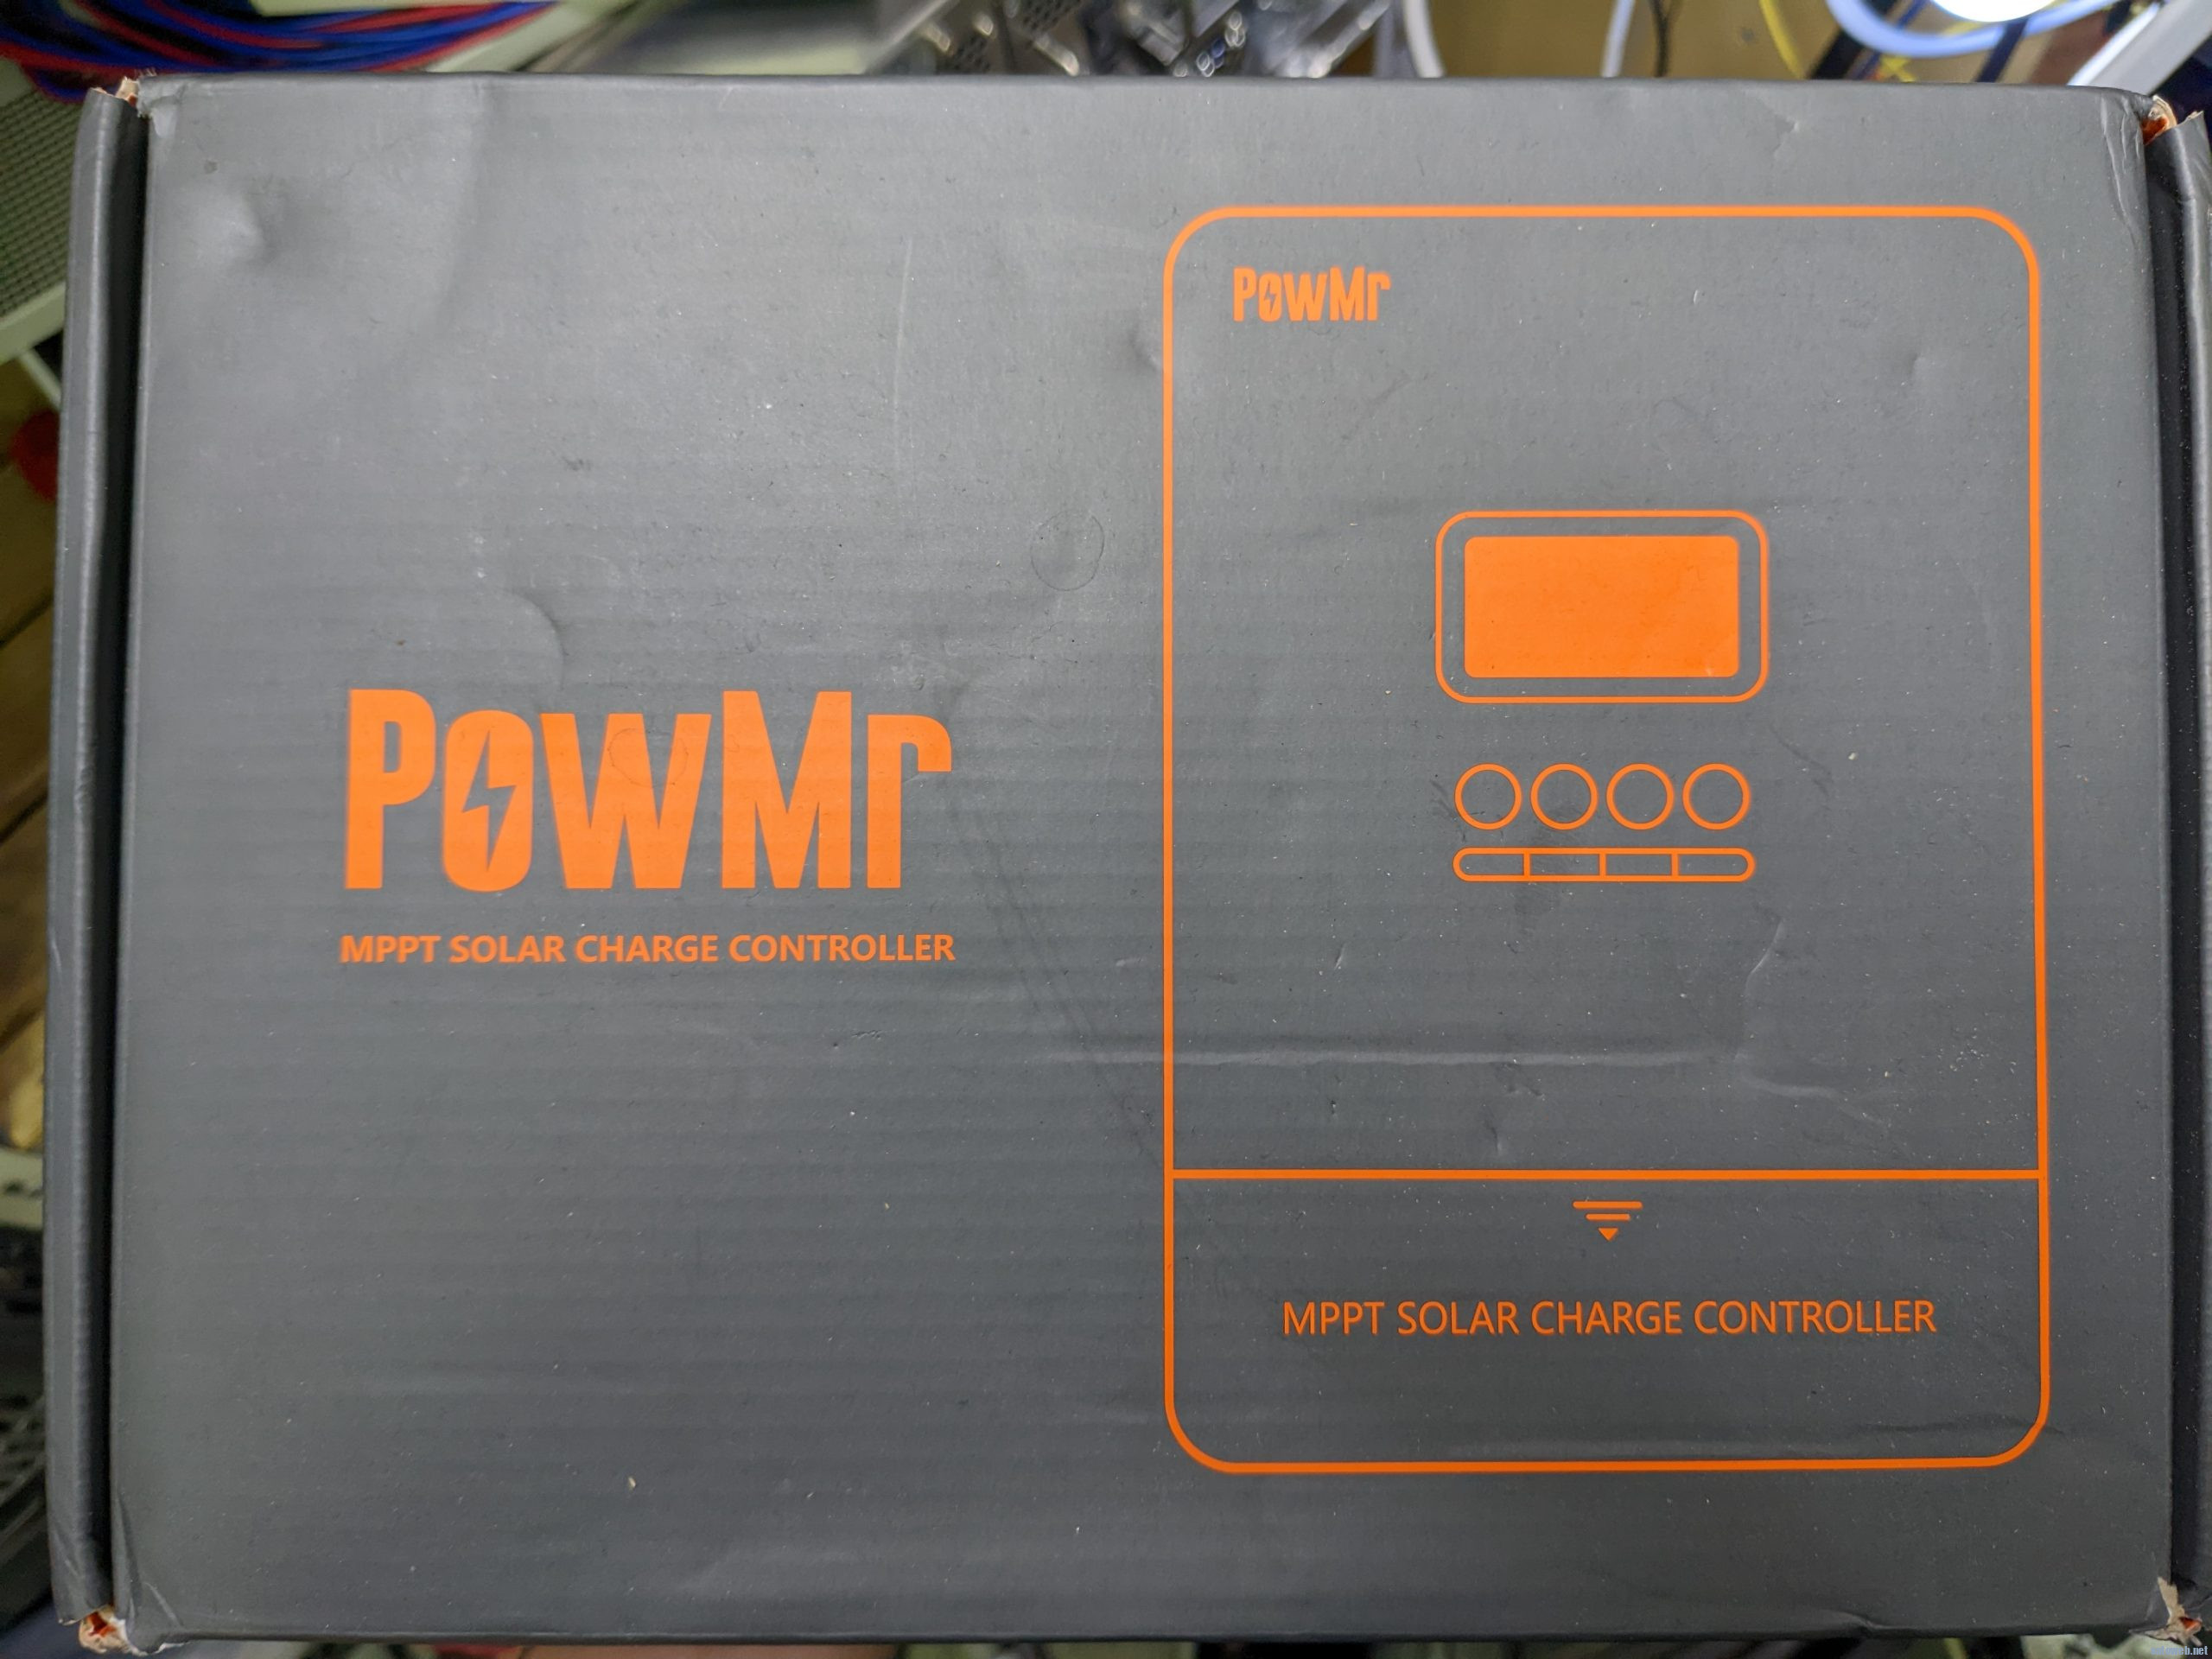 PowMr
MPPT SOLAR CHARGE CONTROLLER
PowMr
MPPT SOLAR CHARGE CONTROLLER